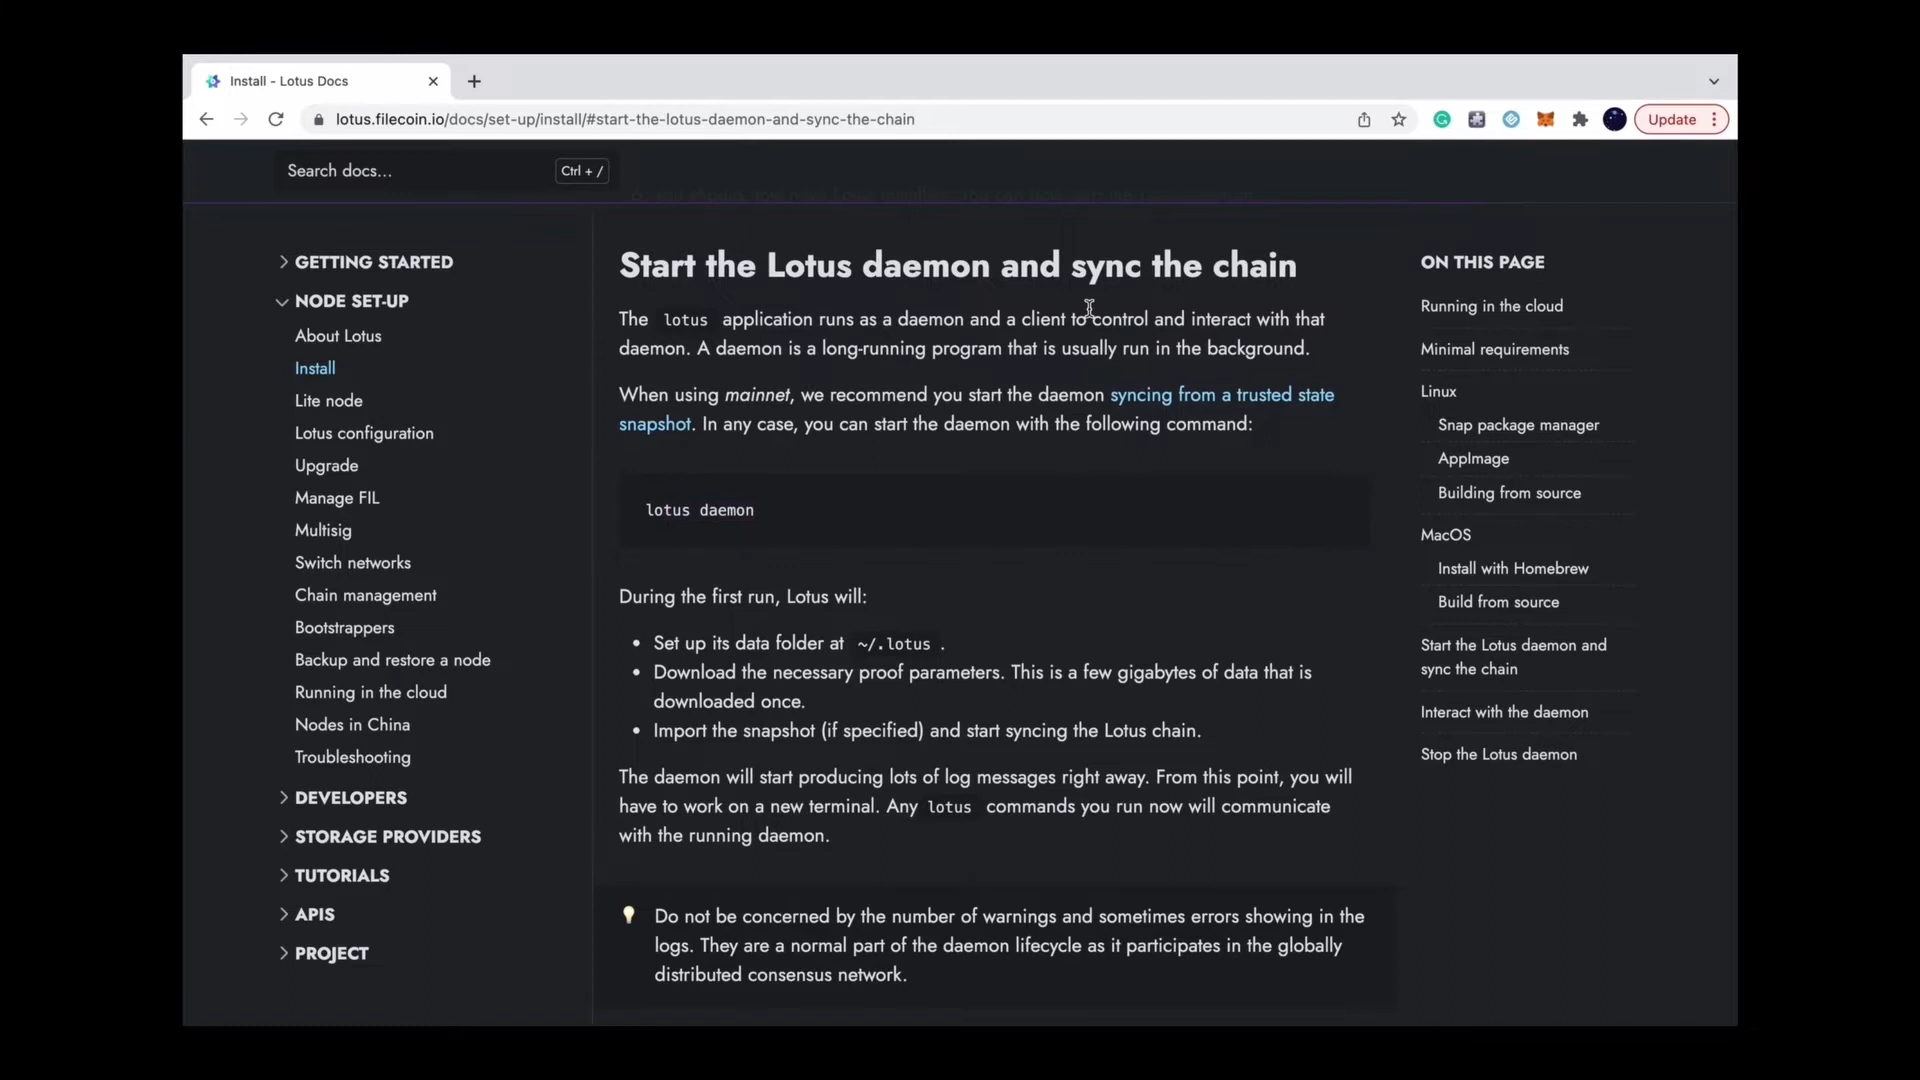 Install - Lotus Docs
lotus.filecoin.io/docs/set-up/install/#start-the-lotus-daemon-and-sync-the-chain
Update
Search docs...
Ctrl + /
GETTING STARTED
NODE SET-UP
About Lotus
Install
Lite node
Lotus configuration
Upgrade
Manage FIL
Multisig
Switch networks
Chain management
Bootstrappers
Backup and restore a node
Running in the cloud
Nodes in China
Troubleshooting
DEVELOPERS
STORAGE PROVIDERS
TUTORIALS
APIS
PROJECT
Start the Lotus daemon and sync the chain
The lotus application runs as a daemon and a client to control and interact with that
daemon. A daemon is a long-running program that is usually run in the background.
When using mainnet, we recommend you start the daemon syncing from a trusted state
snapshot. In any case, you can start the daemon with the following command:
lotus daemon
During the first run, Lotus will:
• Set up its data folder at ~/.lotus .
• Download the necessary proof parameters. This is a few gigabytes of data that is
downloaded once.
• Import the snapshot (if specified) and start syncing the Lotus chain.
The daemon will start producing lots of log messages right away. From this point, you will
have to work on a new terminal. Any lotus commands you run now will communicate
with the running daemon.
Do not be concerned by the number of warnings and sometimes errors showing in the
logs. They are a normal part of the daemon lifecycle as it participates in the globally
distributed consensus network.
ON THIS PAGE
Running in the cloud
Minimal requirements
Linux
Snap package manager
AppImage
Building from source
MacOS
Install with Homebrew
Build from source
Start the Lotus daemon and
sync the chain
Interact with the daemon
Stop the Lotus daemon